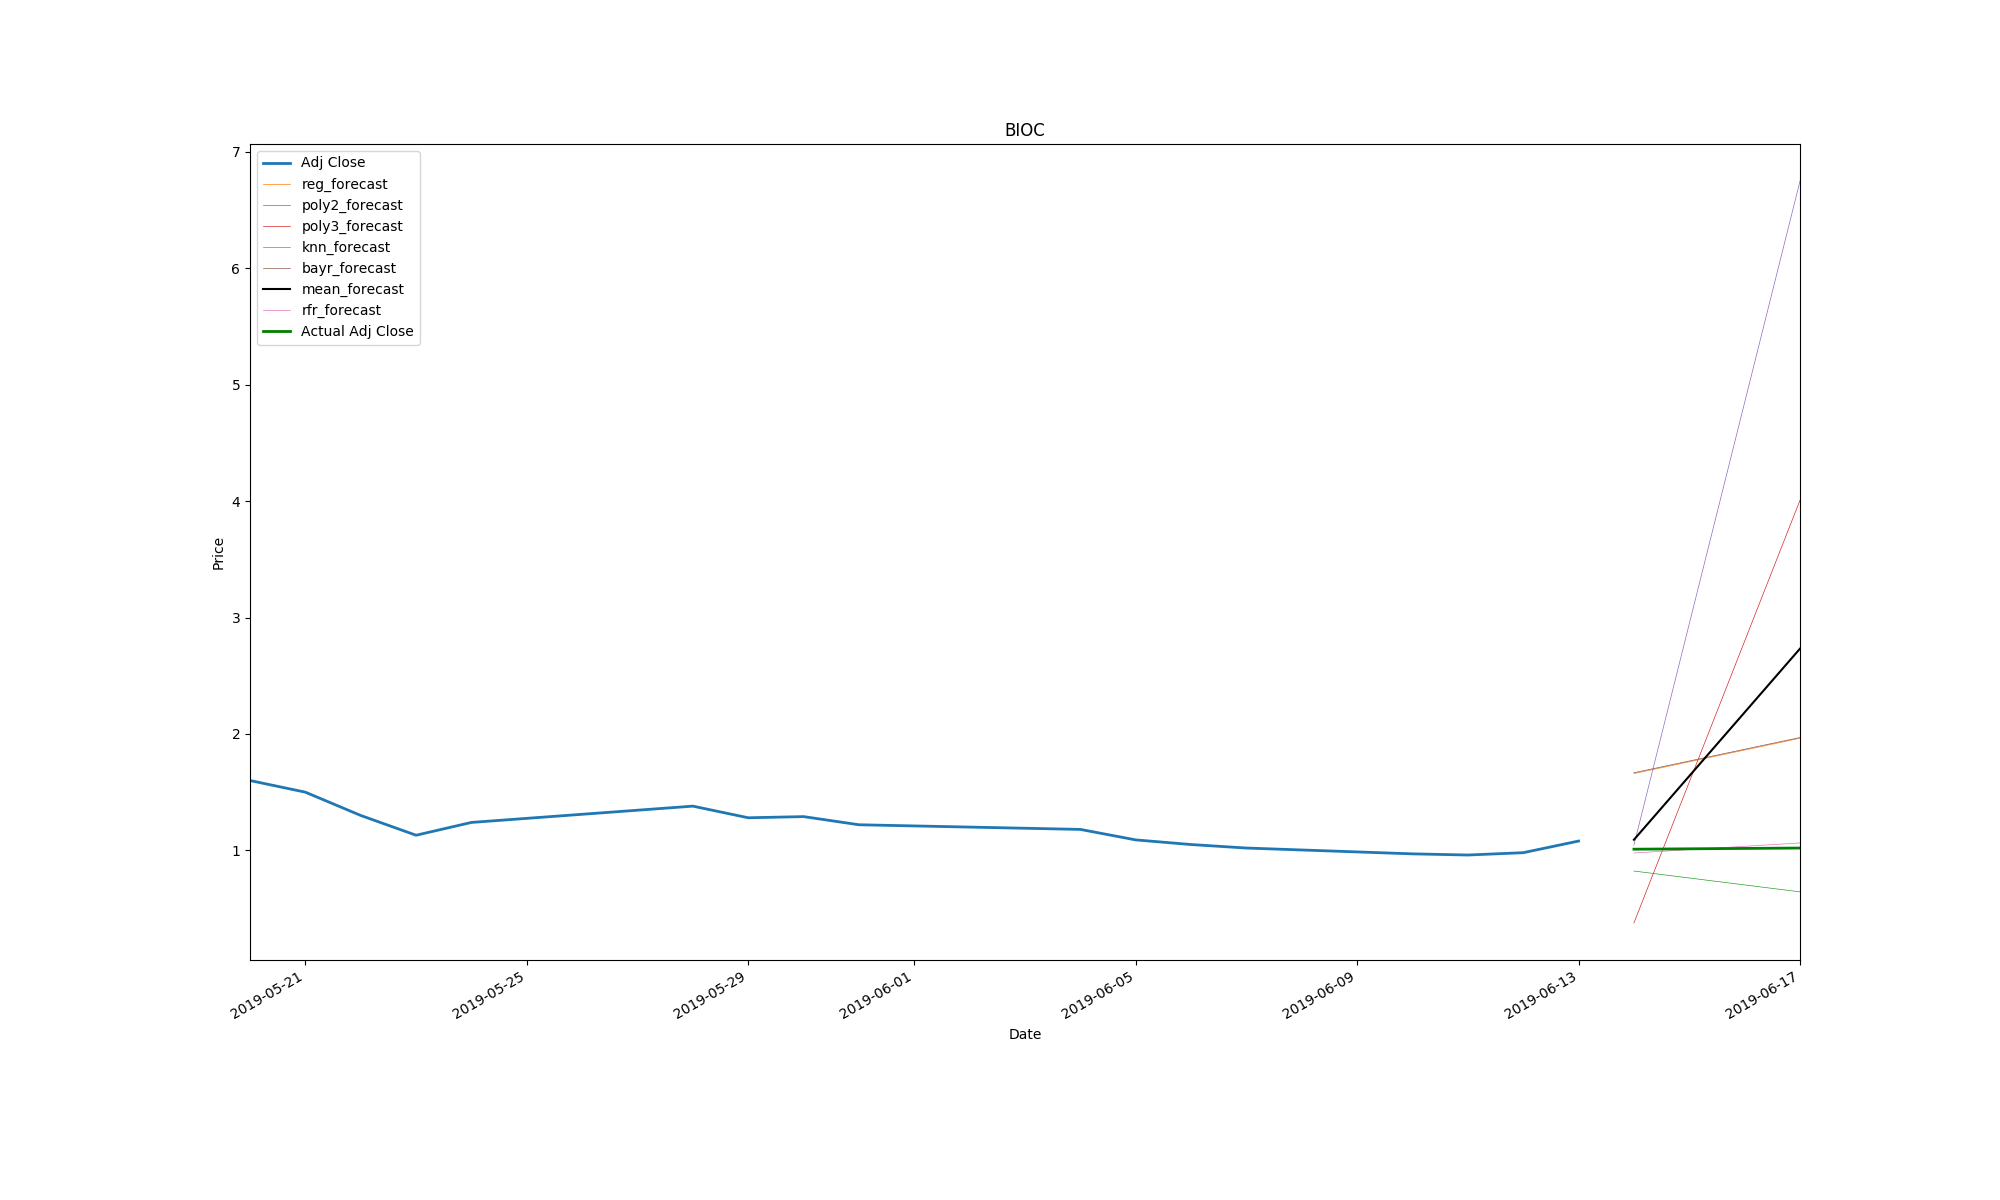 BIOC
7
6
5
4
3
2
1
Price
Adj Close
reg_forecast
poly2_forecast
poly3_forecast
knn_forecast
bayr_forecast
mean_forecast
rfr_forecast
Actual Adj Close
2019-05-21
2019-05-25
2019-05-29
2019-06-01
2019-06-05
2019-06-09
2019-06-13
2019-06-17
Date